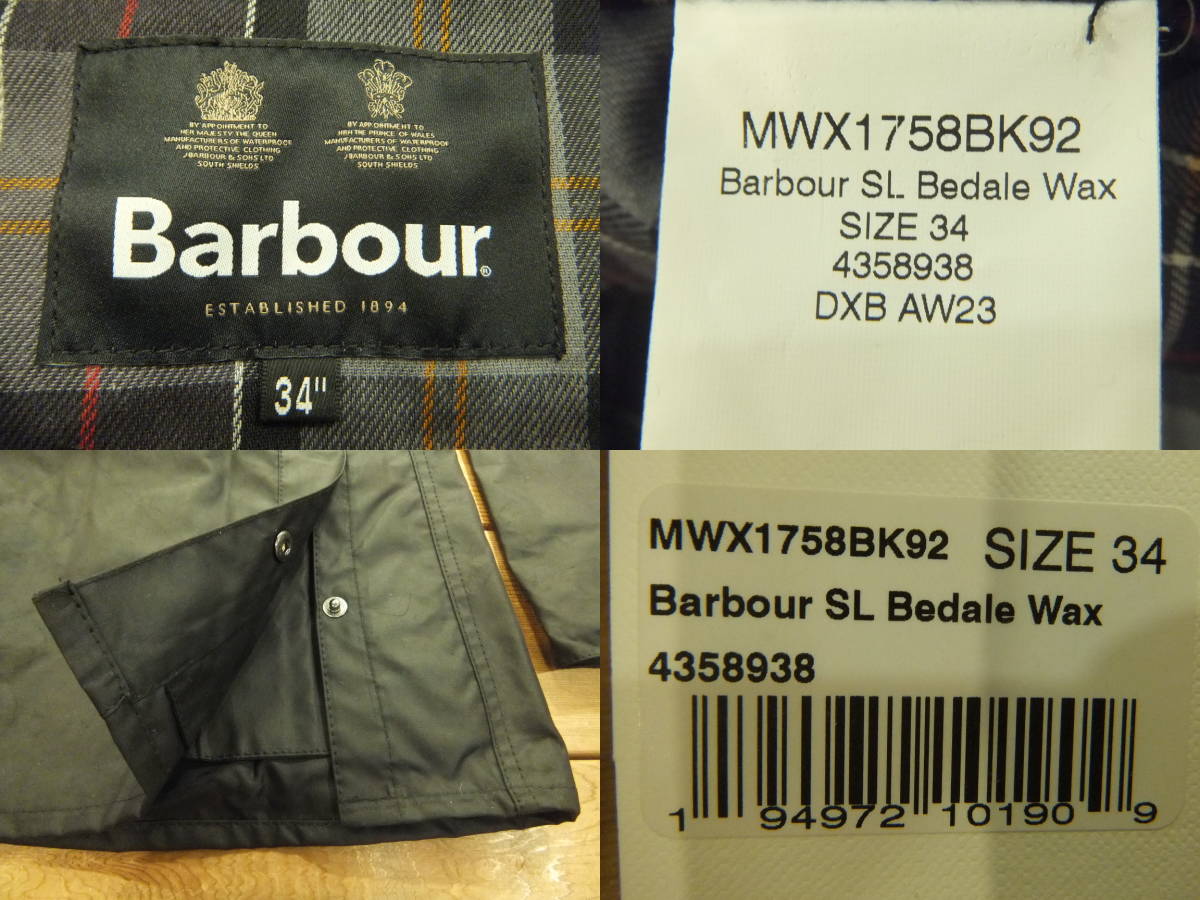 BY APPOINTMENT TO
HER MAJESTY THE QUEEN
MANUFACTURERS OF WATERPROOF
AND PROTECTIVE CLOTHING
J BARBOUR & SONS LTD
SOUTH SHIELDS
BY APPOINTMENT TO
HRH THE PRINCE OF WALES
MANUFACTURERS OF WATERPROOF
AND PROTECTIVE CLOTHING
J BARBOUR & SONS LTD
SOUTH SHIELDS
Barbour®
ESTABLISHED 1894
34"
MWX1758BK92
Barbour SL Bedale Wax
SIZE 34
4358938
DXB AW23
MWX1758BK92 SIZE 34
Barbour SL Bedale Wax
4358938
1 94972 10190 9